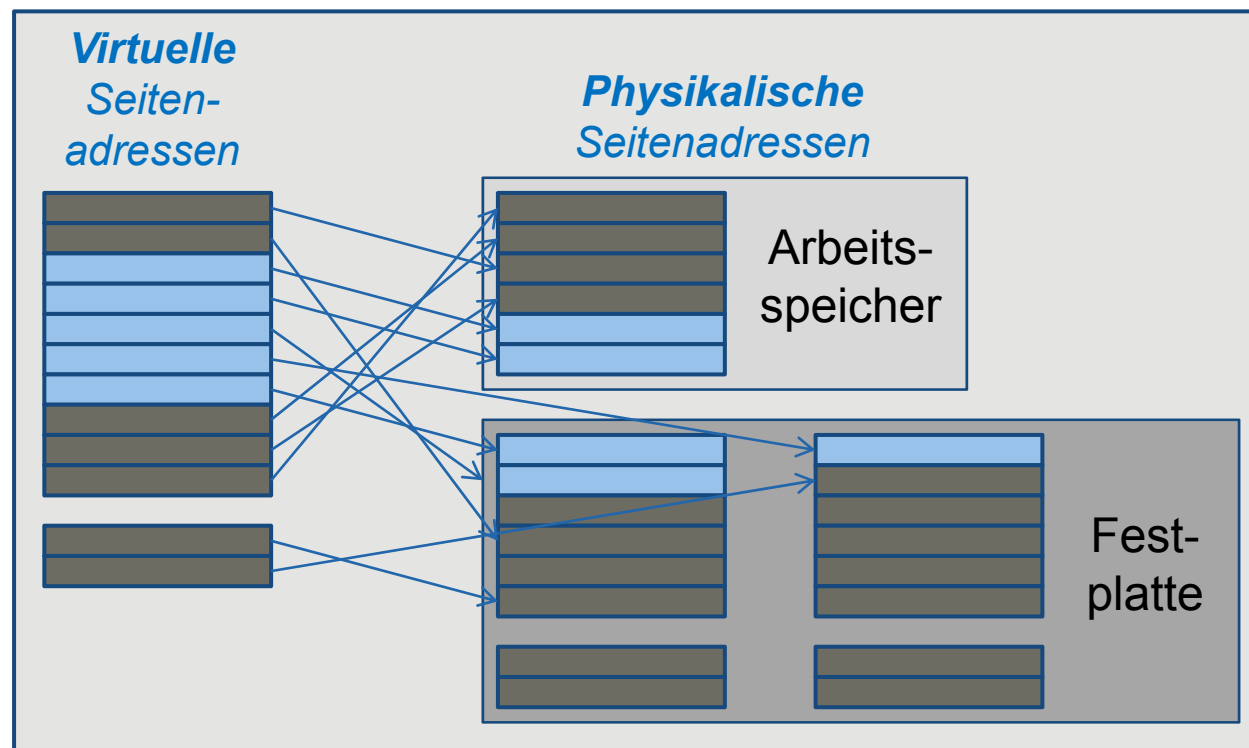 Virtuelle
Seiten-
adressen
Physikalische
Seitenadressen
Arbeits-
speicher
Fest-
platte